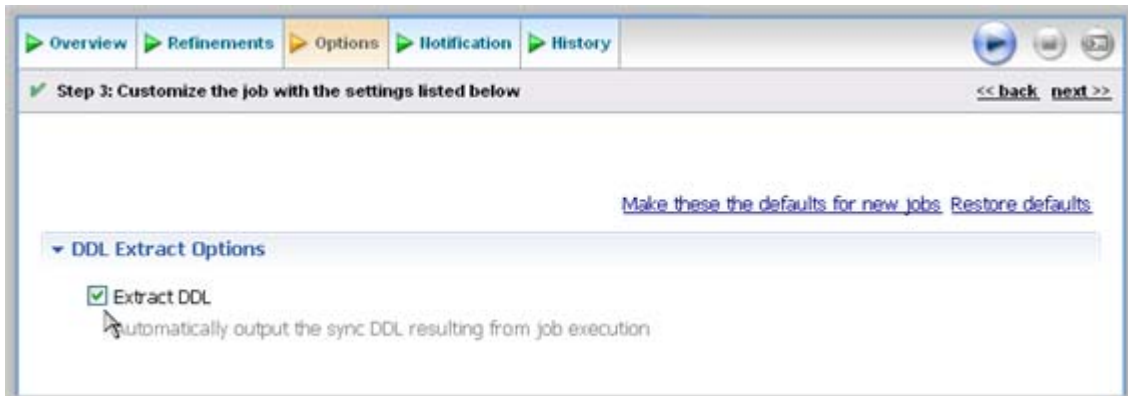 Overview Refinements Options Notification History
Step 3: Customize the job with the settings listed below << back next >>
Make these the defaults for new jobs Restore defaults
DDL Extract Options
Extract DDL
Automatically output the sync DDL resulting from job execution